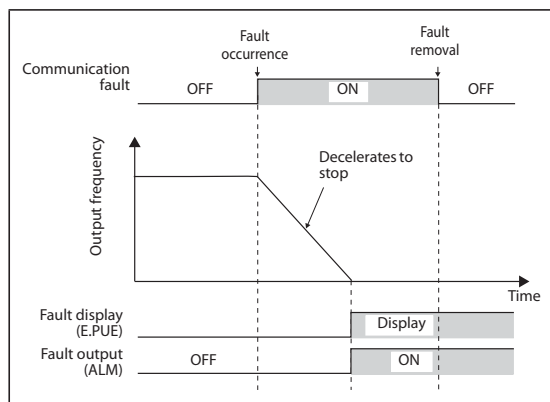 Fault
occurrence
Fault
removal
Communication
fault
OFF
ON
OFF
Output frequency
Decelerates to
stop
Time
Fault display
(E.PUE)
Display
Fault output
(ALM)
OFF
ON